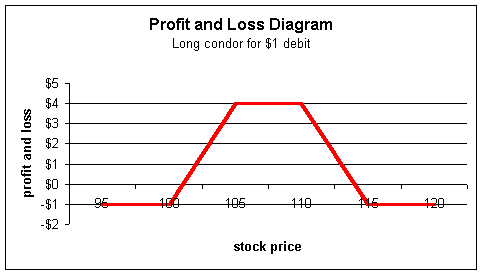 Profit and Loss Diagram
Long condor for $1 debit
$5
$4
$3
$2
$1
$0
-$1
-$2
profit and loss
95 100 105 110 115 120
stock price